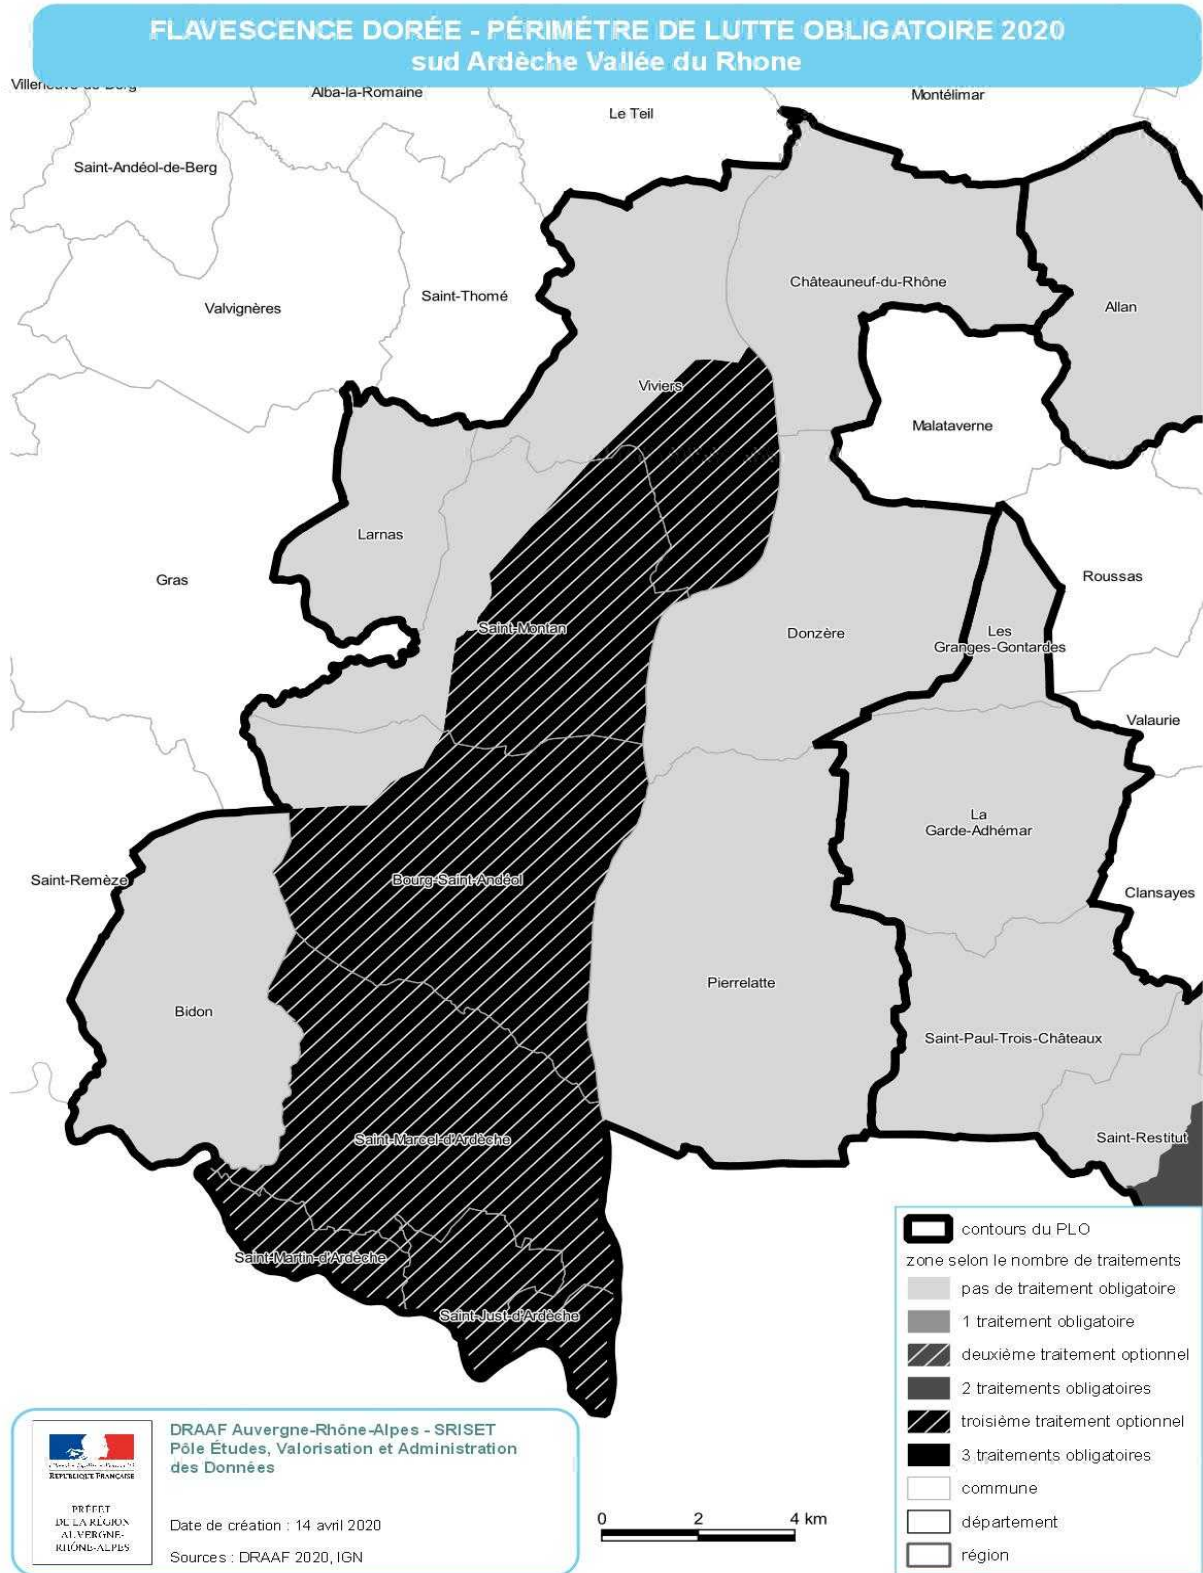 FLAVESCENCE DORÉE - PÉRIMÉTRE DE LUTTE OBLIGATOIRE 2020
sud Ardèche Vallée du Rhone
Villeneuve-de-Berg
Alba-la-Romaine
Montélimar
Le Teil
Saint-Andéol-de-Berg
Châteauneuf-du-Rhône
Saint-Thomé
Valvignères
Allan
Viviers
Malataverne
Larnas
Gras
Roussas
Saint-Montan
Donzère
Les
Granges-Gontardes
Valaurie
La
Garde-Adhémar
Saint-Remèze
Bourg-Saint-Andéol
Clansayes
Pierrelatte
Bidon
Saint-Paul-Trois-Châteaux
Saint-Marcel-d'Ardèche
Saint-Restitut
Saint-Martin-d'Ardèche
Saint-Just-d'Ardèche
contours du PLO
zone selon le nombre de traitements
pas de traitement obligatoire
1 traitement obligatoire
deuxième traitement optionnel
2 traitements obligatoires
troisième traitement optionnel
3 traitements obligatoires
commune
département
région
RÉPUBLIQUE FRANÇAISE
PRÉFET
DE LA RÉGION
AUVERGNE-
RHÔNE-ALPES
DRAAF Auvergne-Rhône-Alpes - SRISET
Pôle Études, Valorisation et Administration
des Données
Date de création : 14 avril 2020
Sources : DRAAF 2020, IGN
0 2 4 km